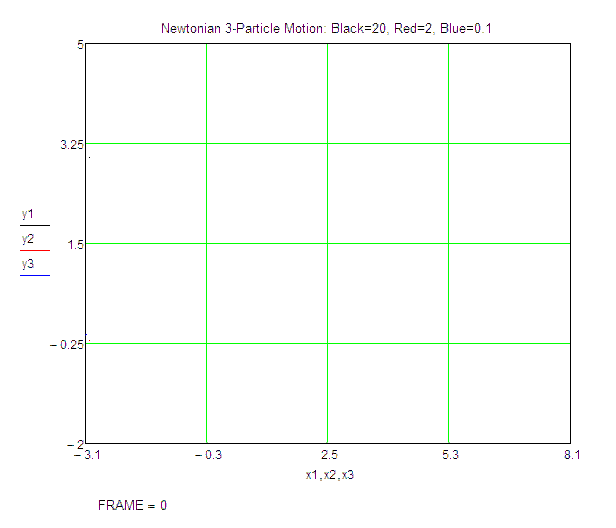 Newtonian 3-Particle Motion: Black=20, Red=2, Blue=0.1
5
3.25
y1
y2
1.5
y3
−0.25
−2
−3.1
−0.3
2.5
5.3
8.1
x1,x2,x3
FRAME = 0